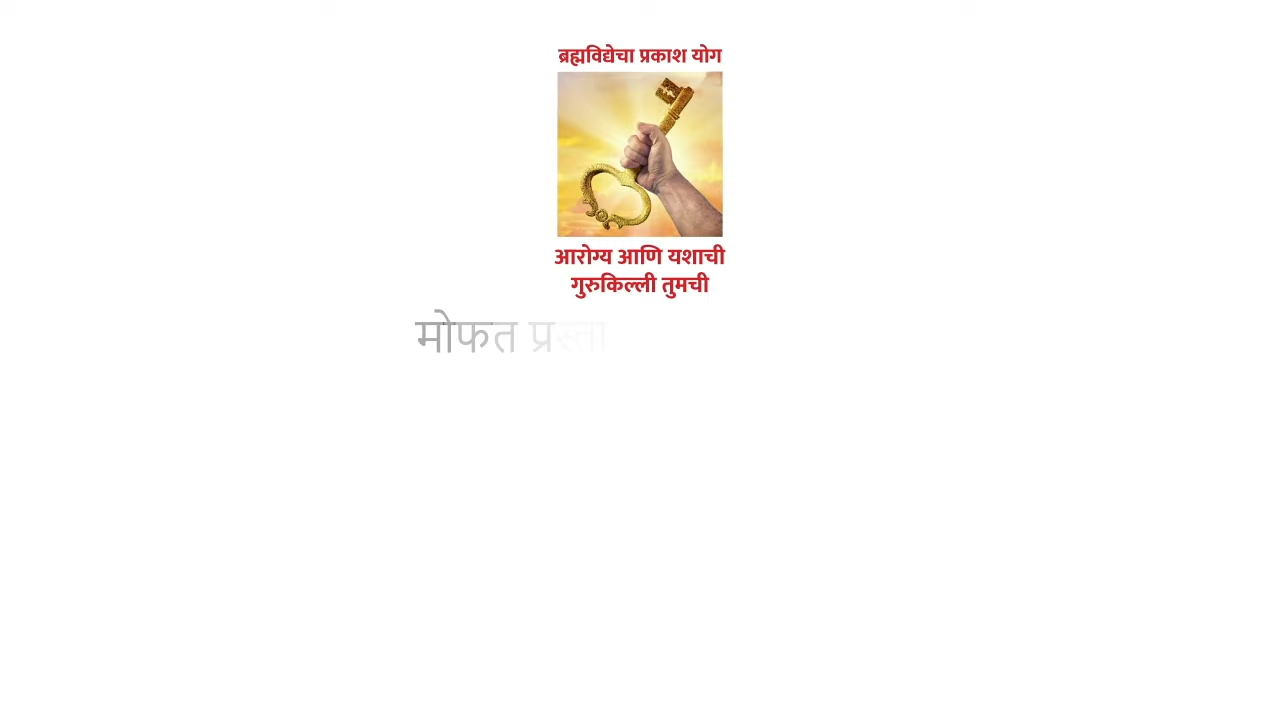 ब्रह्मविद्येचा प्रकाश योग
आरोग्य आणि यशाची
गुरुकिल्ली तुमची
मोफत